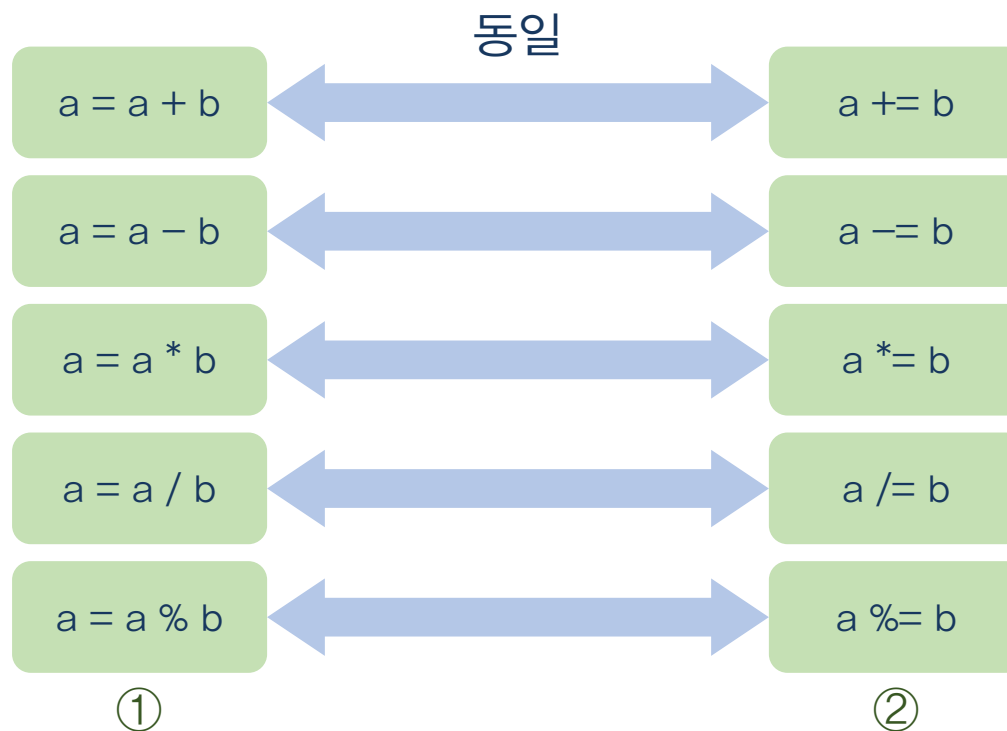 동일
a = a + b
a += b
a = a - b
a -= b
a = a * b
a *= b
a = a / b
a /= b
a = a % b
a %= b
①
②